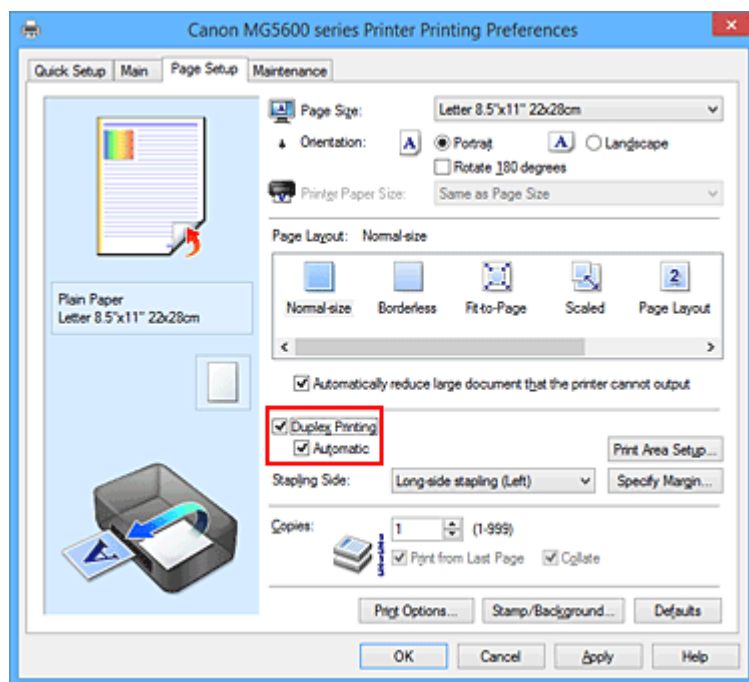 Canon MG5600 series Printer Printing Preferences
Quick Setup Main Page Setup Maintenance
Page Size: Letter 8.5"x11" 22x28cm
Orientation: A Portrait A Landscape
Rotate 180 degrees
Printer Paper Size: Same as Page Size
Page Layout: Normal-size
2
Normal-size Borderless Fit-to-Page Scaled Page Layout
Plain Paper
Letter 8.5"x11" 22x28cm
Automatically reduce large document that the printer cannot output
Duplex Printing
Automatic
Print Area Setup...
Stapling Side: Long-side stapling (Left) Specify Margin...
Copies: 1 (1-999)
Print from Last Page Collate
A
Print Options... Stamp/Background... Defaults
OK Cancel Apply Help